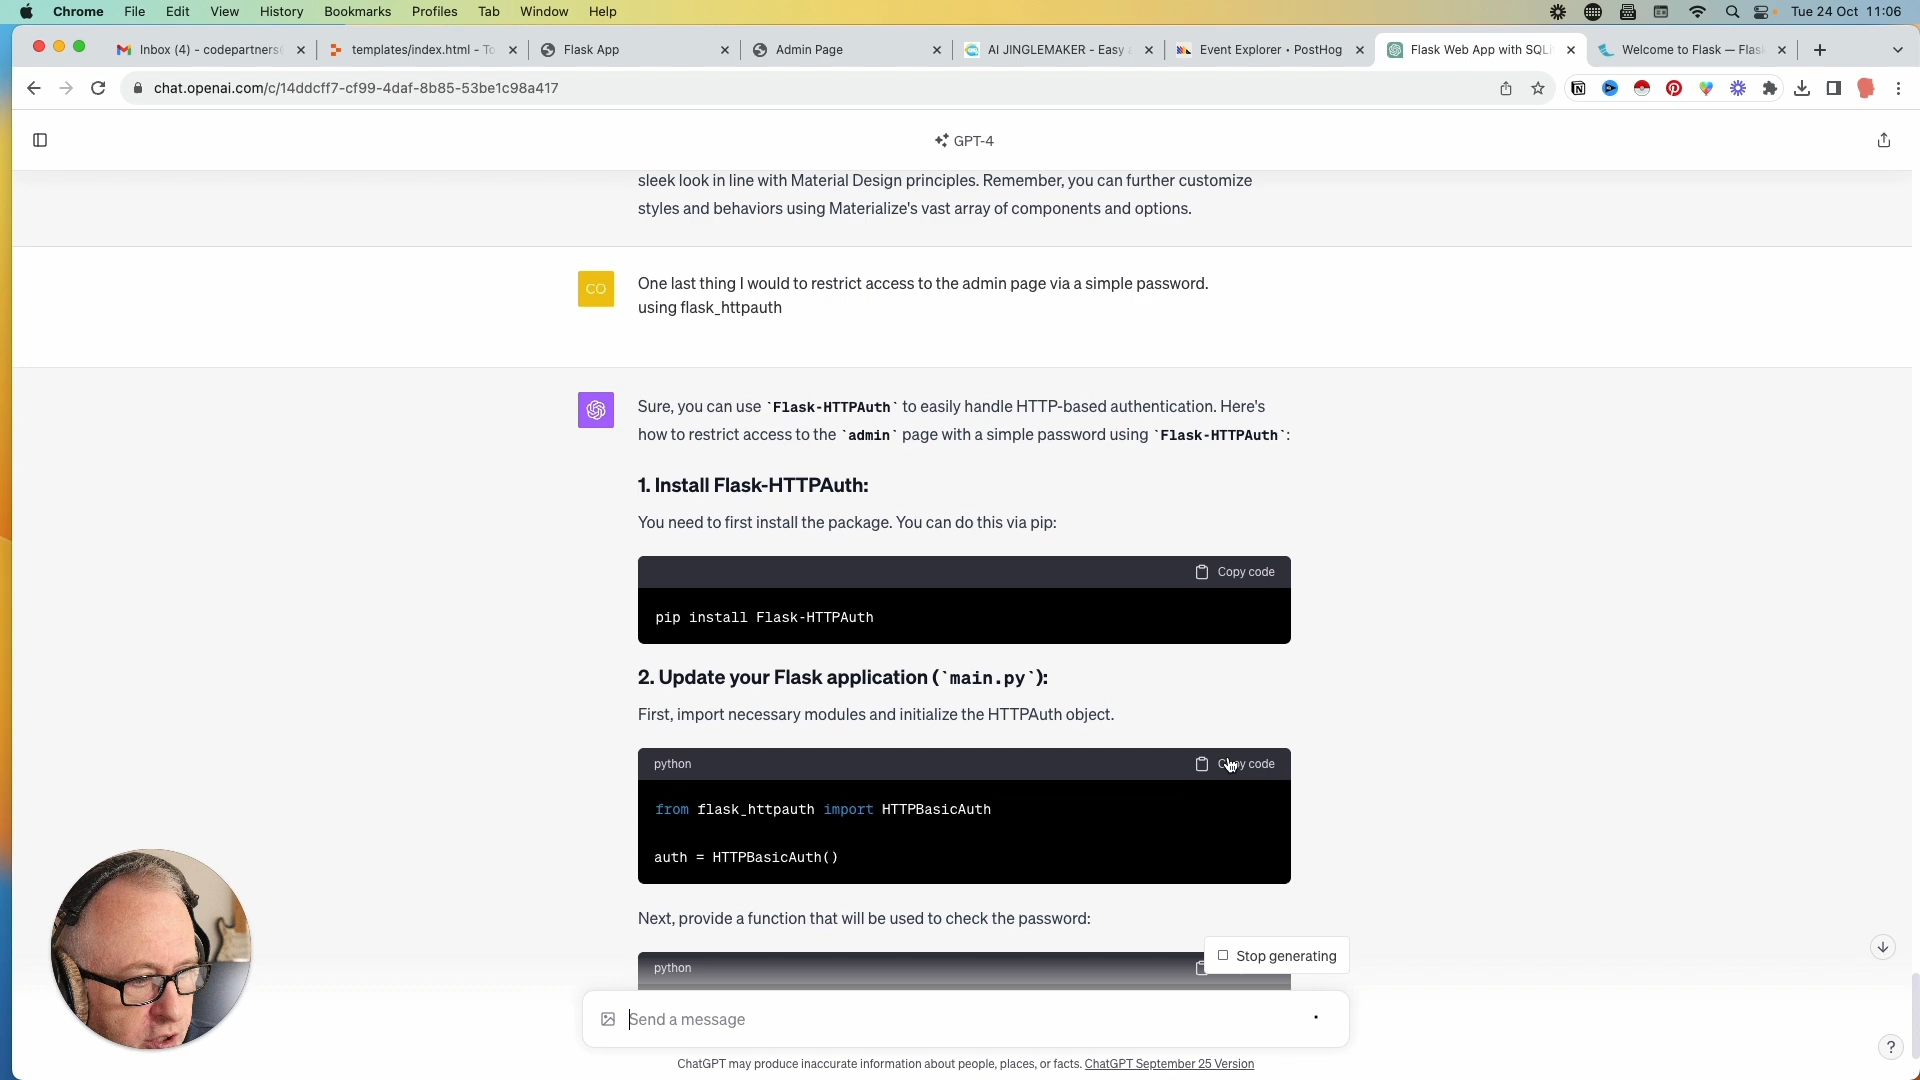 Chrome File Edit View History Bookmarks Profiles Tab Window Help Tue 24 Oct 11:06
Inbox (4) - codepartners templates/index.html - To Flask App Admin Page AI JINGLEMAKER - Easy Event Explorer • PostHog Flask Web App with SQLi Welcome to Flask — Flas
chat.openai.com/c/14ddcff7-cf99-4daf-8b85-53be1c98a417
GPT-4
sleek look in line with Material Design principles. Remember, you can further customize
styles and behaviors using Materialize's vast array of components and options.
CO
One last thing I would to restrict access to the admin page via a simple password.
using flask_httpauth
Sure, you can use `Flask-HTTPAuth` to easily handle HTTP-based authentication. Here's
how to restrict access to the `admin` page with a simple password using `Flask-HTTPAuth`:
1. Install Flask-HTTPAuth:
You need to first install the package. You can do this via pip:
Copy code
pip install Flask-HTTPAuth
2. Update your Flask application (`main.py`):
First, import necessary modules and initialize the HTTPAuth object.
python Copy code
from flask_httpauth import HTTPBasicAuth
auth = HTTPBasicAuth()
Next, provide a function that will be used to check the password:
python
Stop generating
Send a message
ChatGPT may produce inaccurate information about people, places, or facts. ChatGPT September 25 Version
?